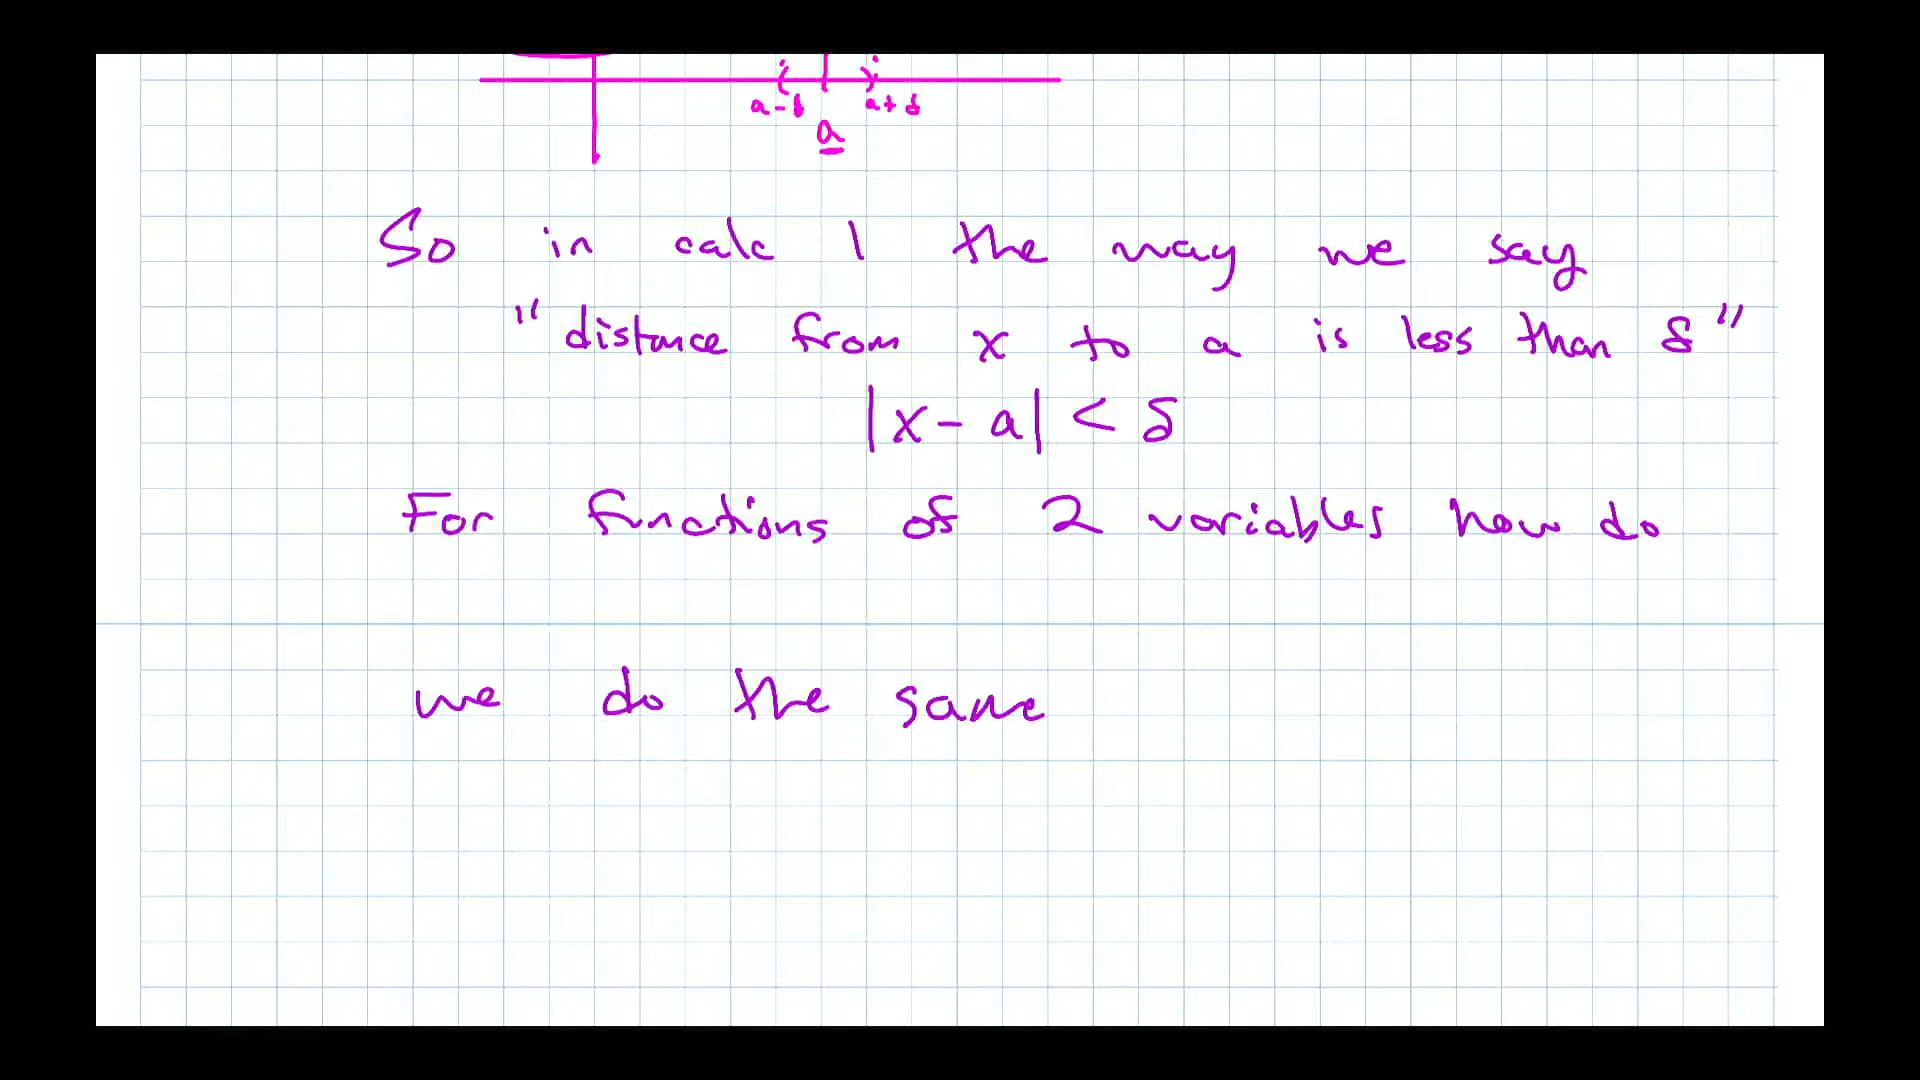 a-δ a+δ
a
So in calc 1 the way we say
"distance from x to a is less than δ"
|x-a| < δ
For functions of 2 variables how do
we do the same